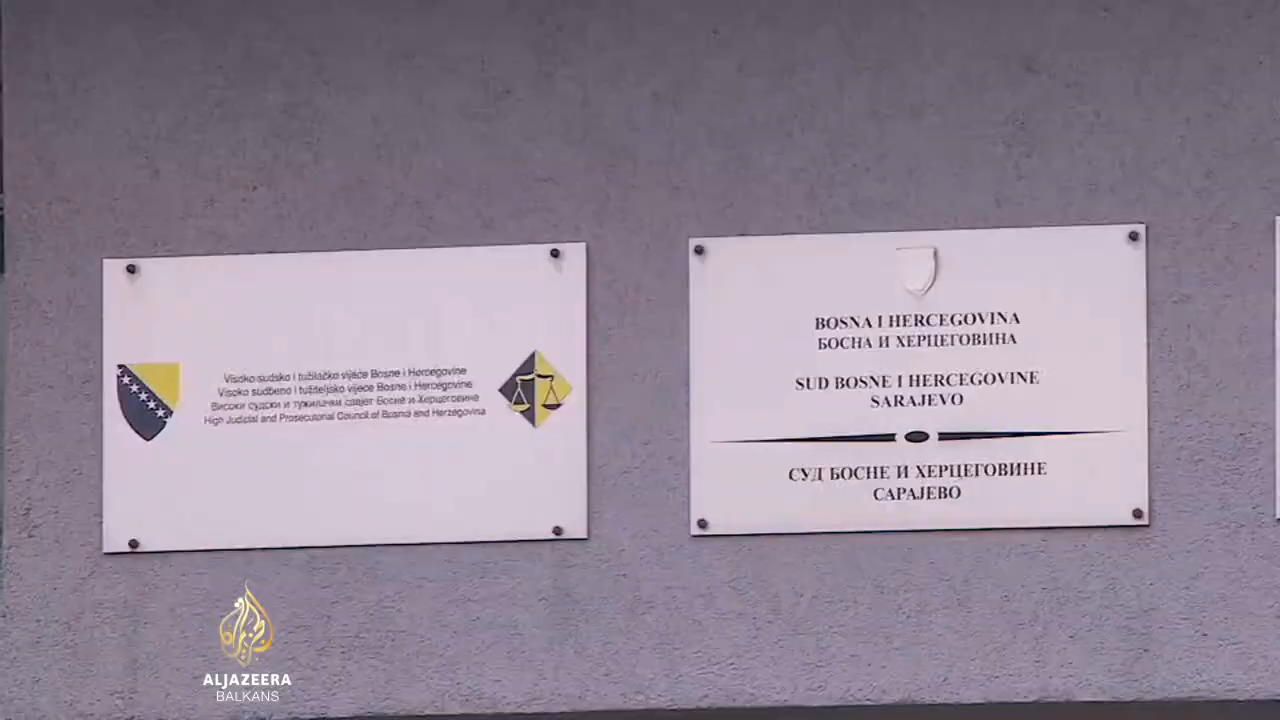 Visoko sudsko i tužilačko vijeće Bosne i Hercegovine
Visoko sudbeno i tužiteljsko vijeće Bosne i Hercegovine
Високи судски и тужилачки савјет Босне и Херцеговине
High Judicial and Prosecutorial Council of Bosna and Herzegovina
BOSNA I HERCEGOVINA
БОСНА И ХЕРЦЕГОВИНА
SUD BOSNE I HERCEGOVINE
SARAJEVO
СУД БОСНЕ И ХЕРЦЕГОВИНЕ
САРАЈЕВО
ALJAZEERA
BALKANS